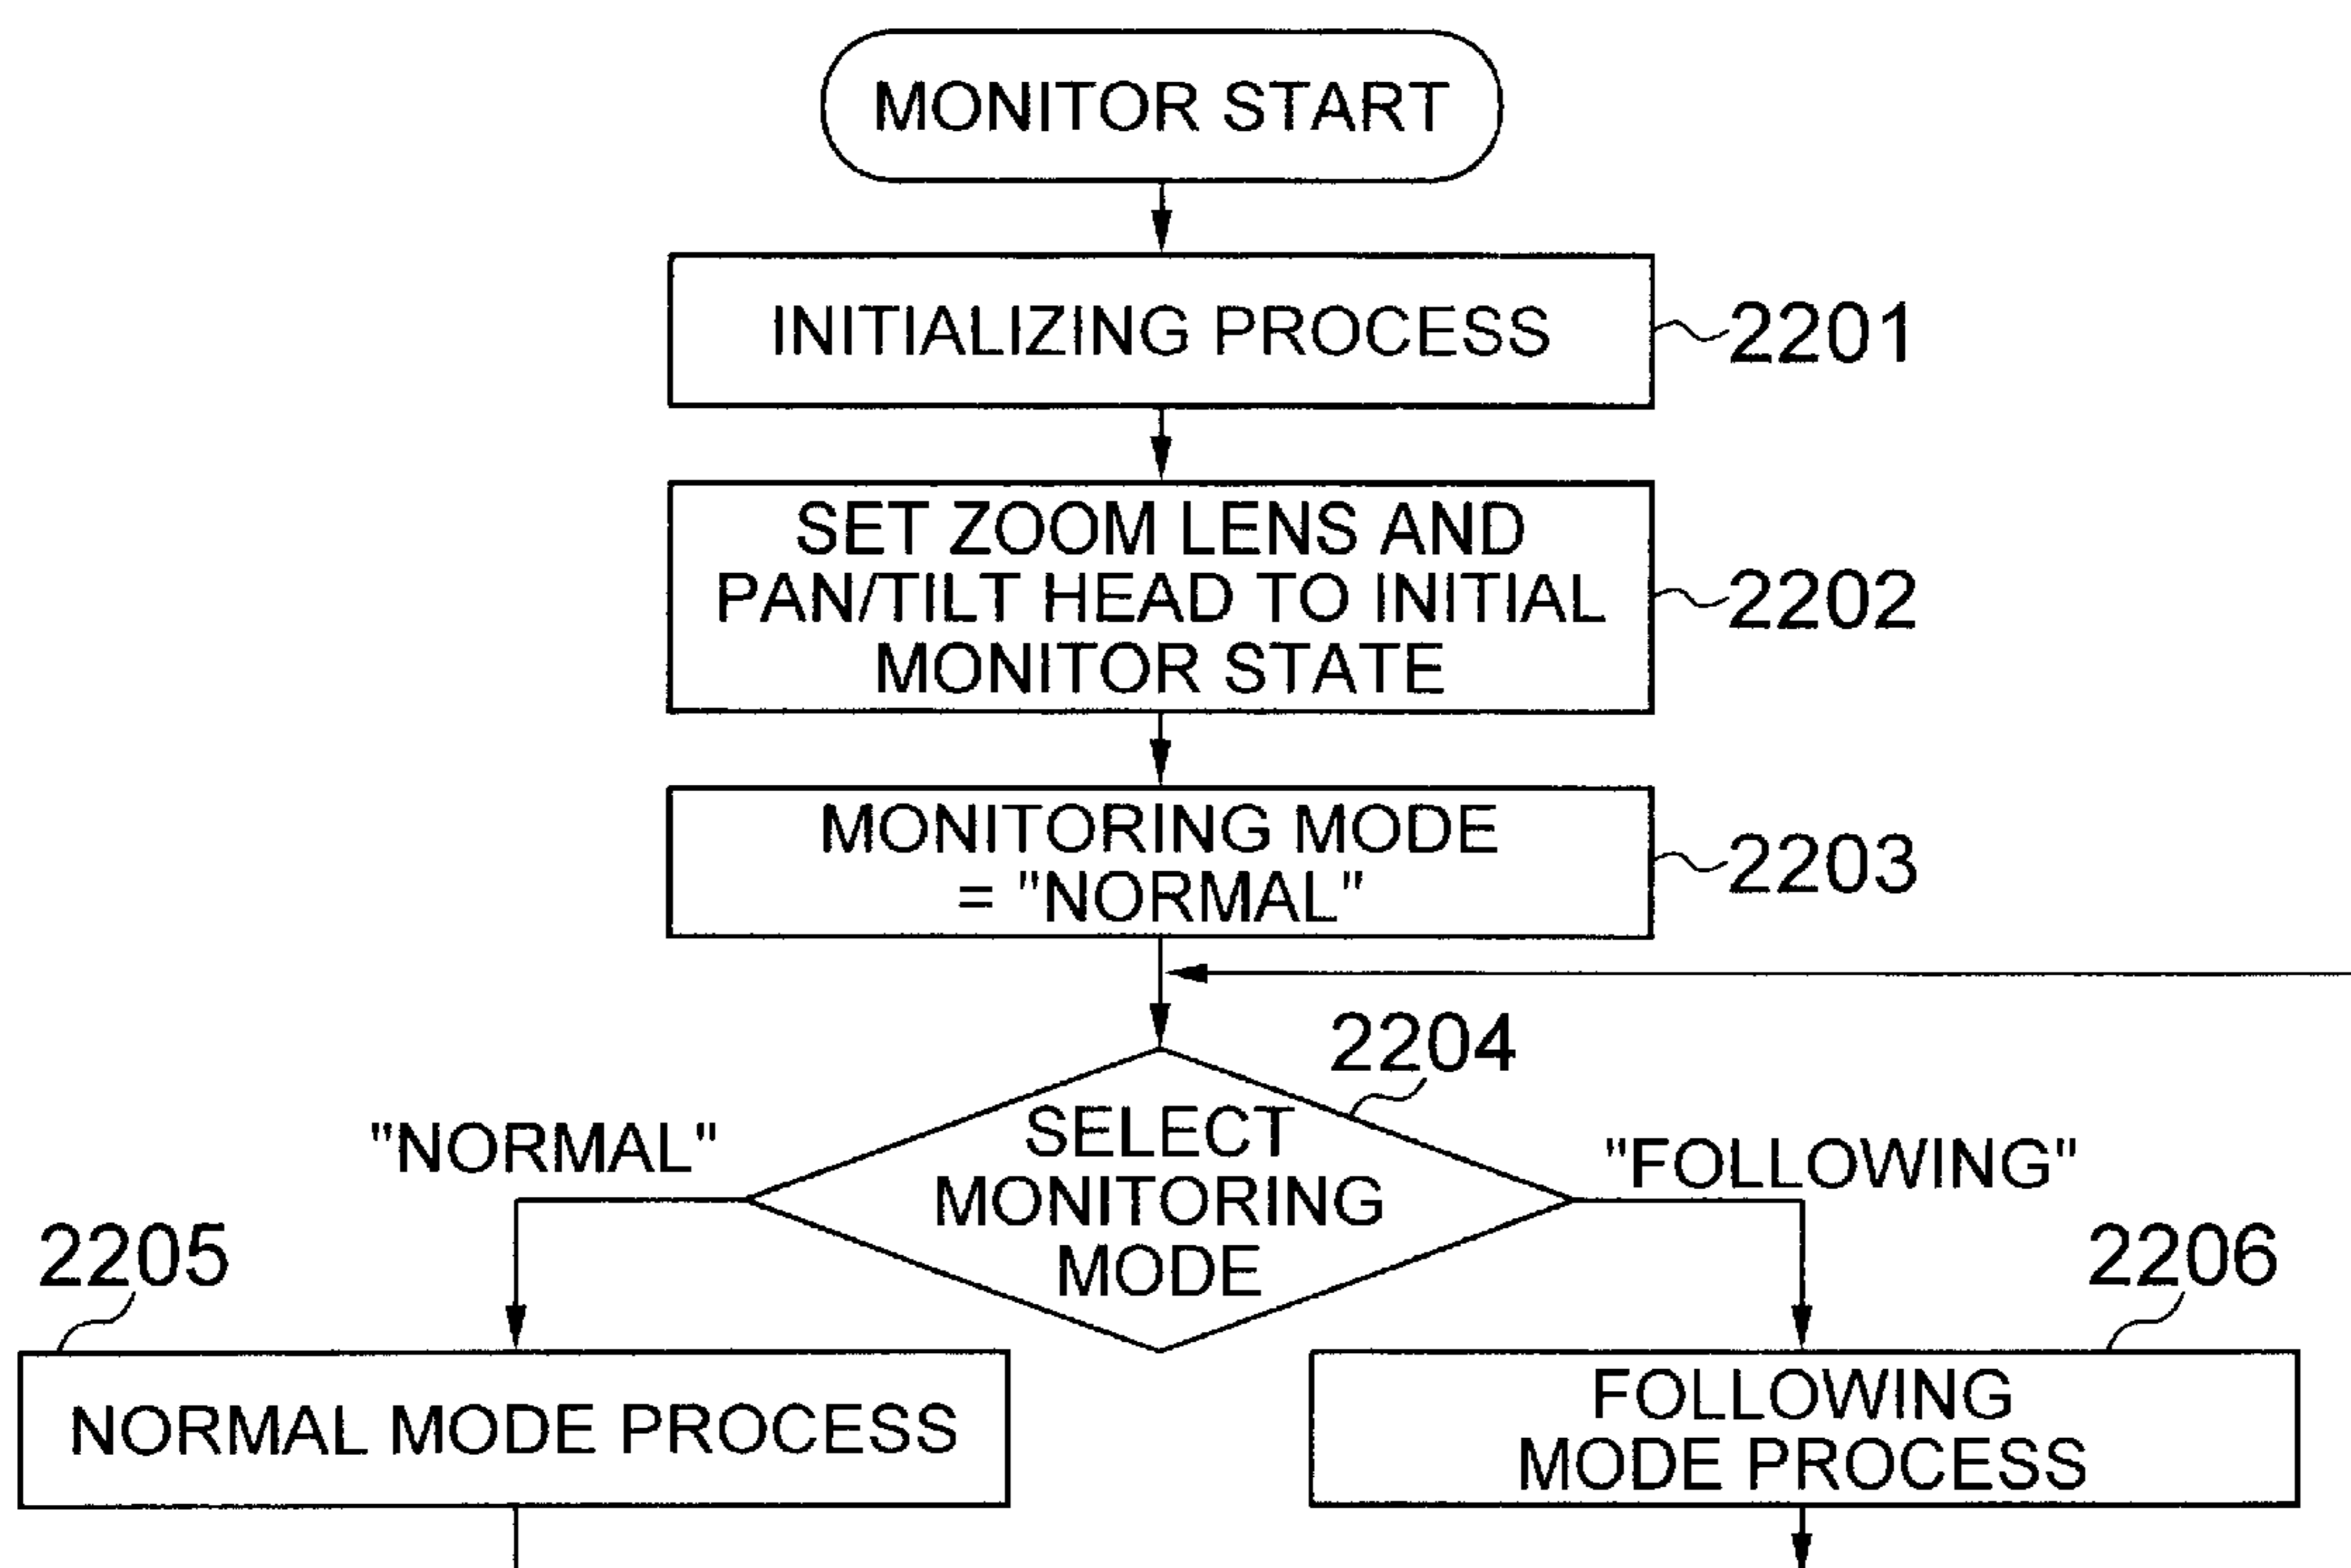 MONITOR START
INITIALIZING PROCESS
2201
SET ZOOM LENS AND
PAN/TILT HEAD TO INITIAL
MONITOR STATE
2202
MONITORING MODE
= "NORMAL"
2203
2204
SELECT
MONITORING
MODE
"NORMAL"
"FOLLOWING"
2205
2206
NORMAL MODE PROCESS
FOLLOWING
MODE PROCESS